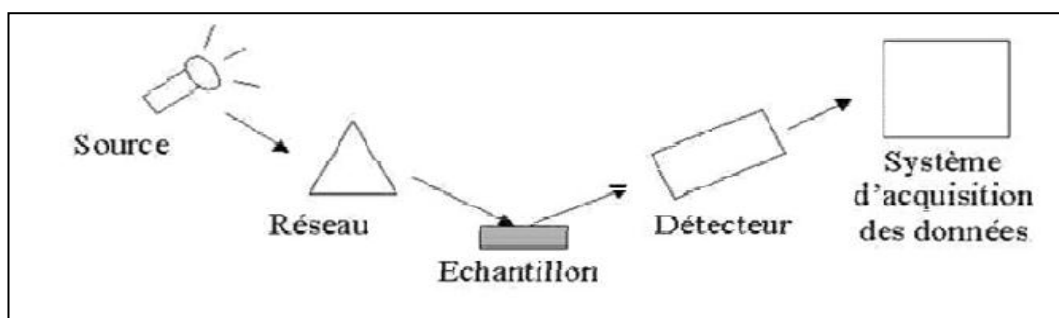 Source
Réseau
Echantillon
Détecteur
Système
d'acquisition
des données